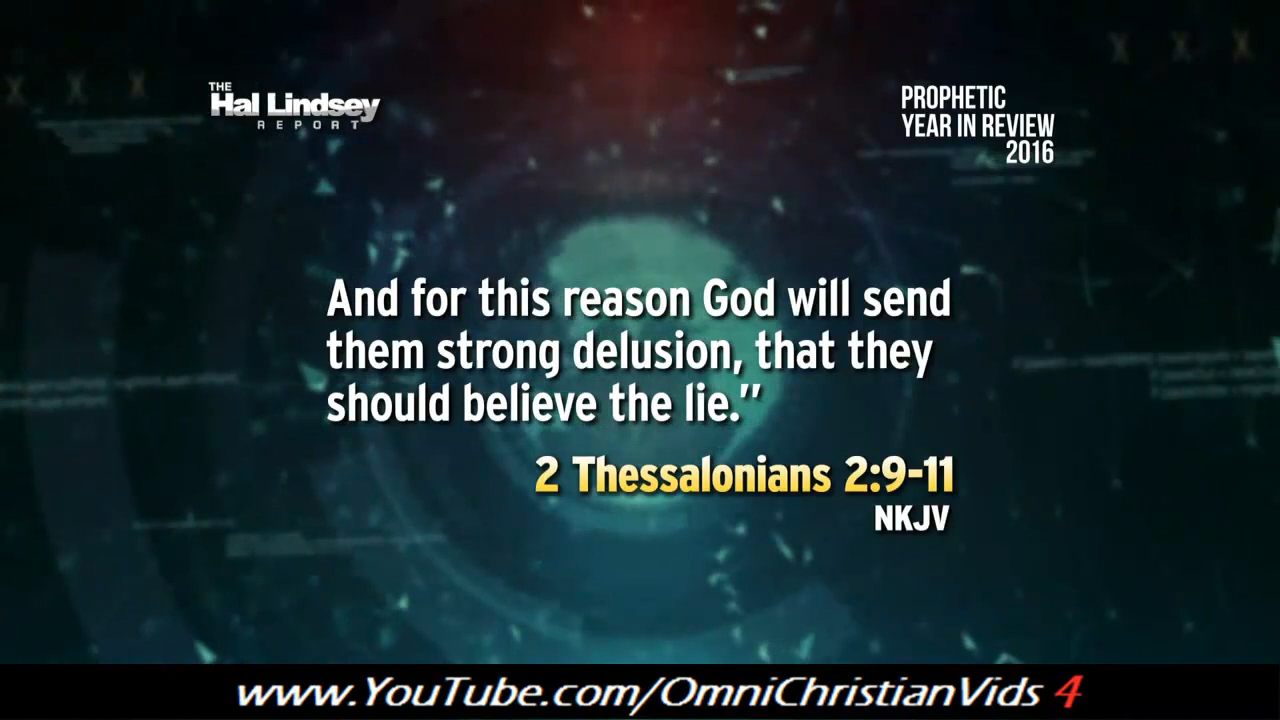 THE
Hal Lindsey
REPORT
PROPHETIC
YEAR IN REVIEW
2016
And for this reason God will send
them strong delusion, that they
should believe the lie.”
2 Thessalonians 2:9-11
NKJV
www.YouTube.com/OmniChristianVids 4